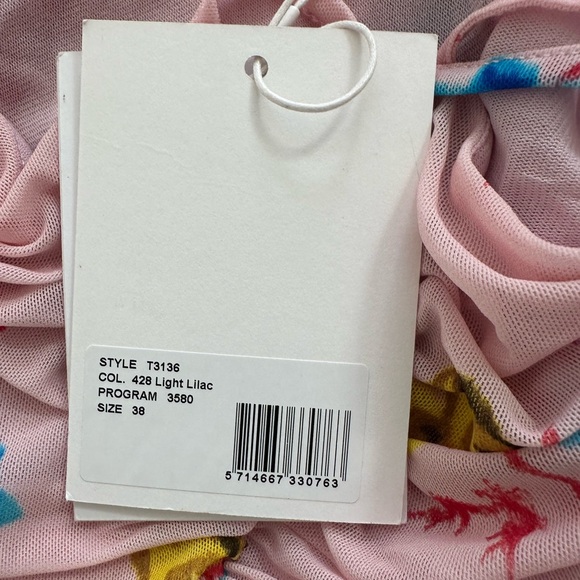 STYLE T3136
COL. 428 Light Lilac
PROGRAM 3580
SIZE 38
5 714667 330763